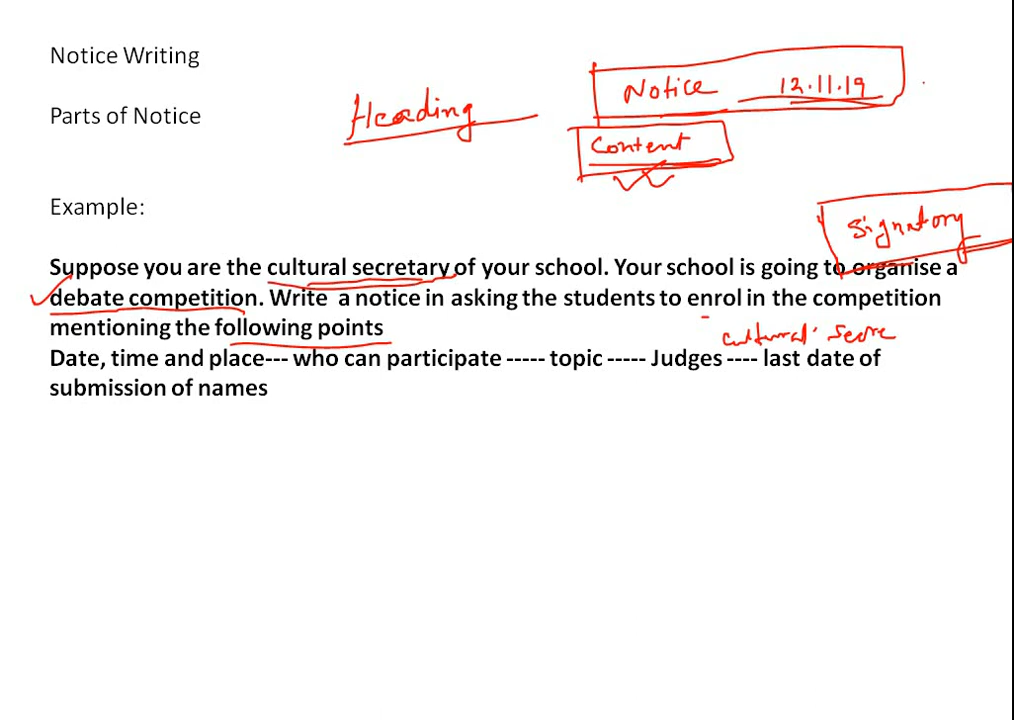 Notice Writing
Notice 12.11.19
Parts of Notice
Heading
Content
Example:
Signatory
Suppose you are the cultural secretary of your school. Your school is going to organise a
debate competition. Write a notice in asking the students to enrol in the competition
mentioning the following points
cultural
Date, time and place--- who can participate ----- topic ----- Judges ---- last date of
submission of names